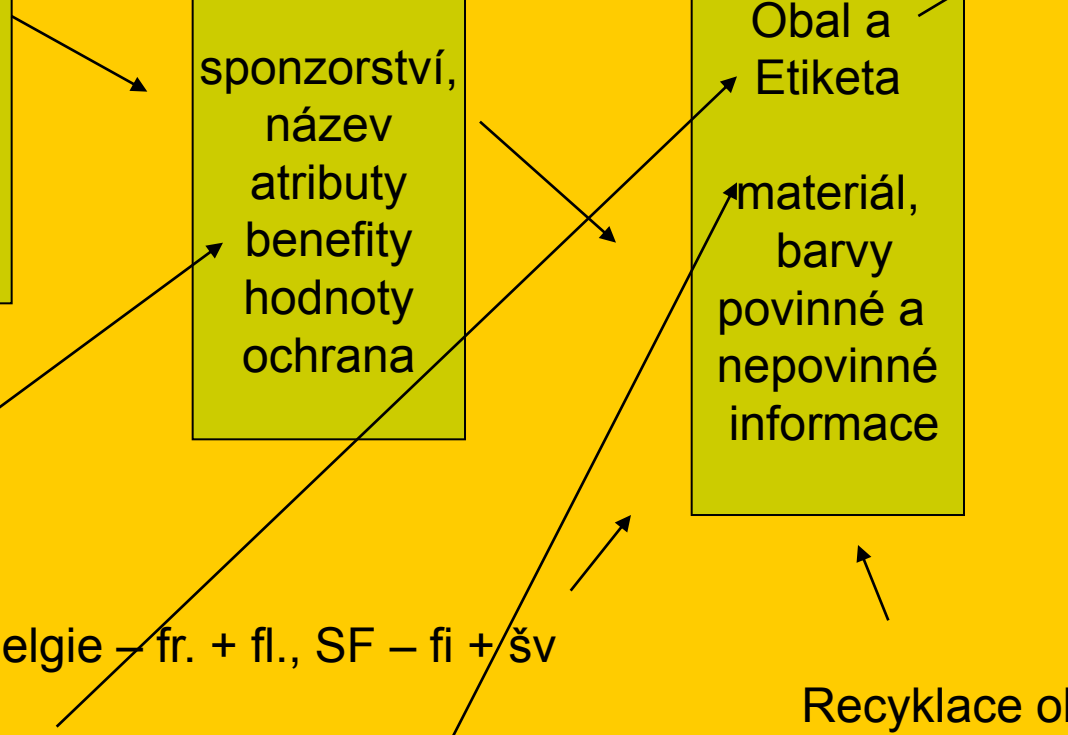 sponzorství,
název
atributy
benefity
hodnoty
ochrana
Obal a
Etiketa
materiál,
barvy
povinné a
nepovinné
informace
elgie – fr. + fl., SF – fi + šv
Recyklace